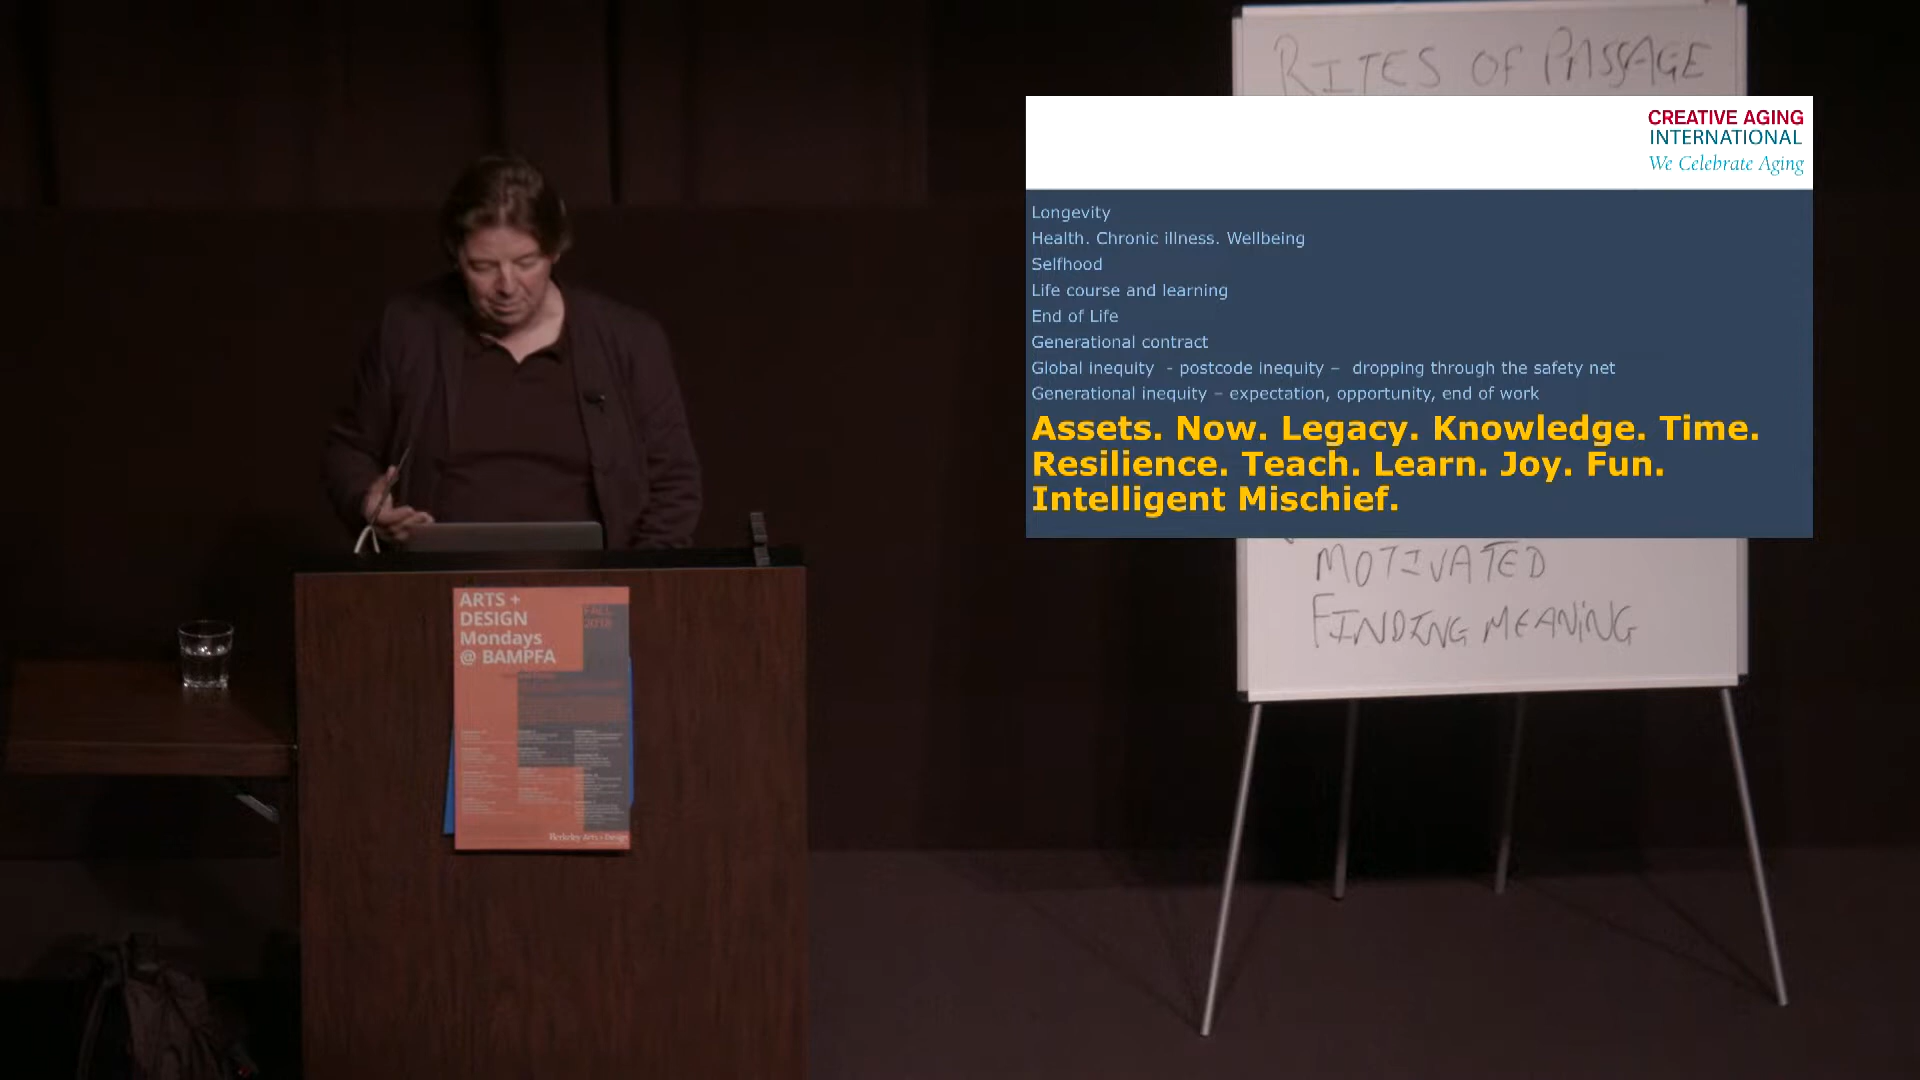 RITES OF PASSAGE
CREATIVE AGING
INTERNATIONAL
We Celebrate Aging
Longevity
Health. Chronic illness. Wellbeing
Selfhood
Life course and learning
End of Life
Generational contract
Global inequity  - postcode inequity –  dropping through the safety net
Generational inequity – expectation, opportunity, end of work
Assets. Now. Legacy. Knowledge. Time.
Resilience. Teach. Learn. Joy. Fun.
Intelligent Mischief.
MOTIVATED
FINDING MEANING
ARTS +
DESIGN
Mondays
@ BAMPFA
FALL
2018
Berkeley Arts + Design